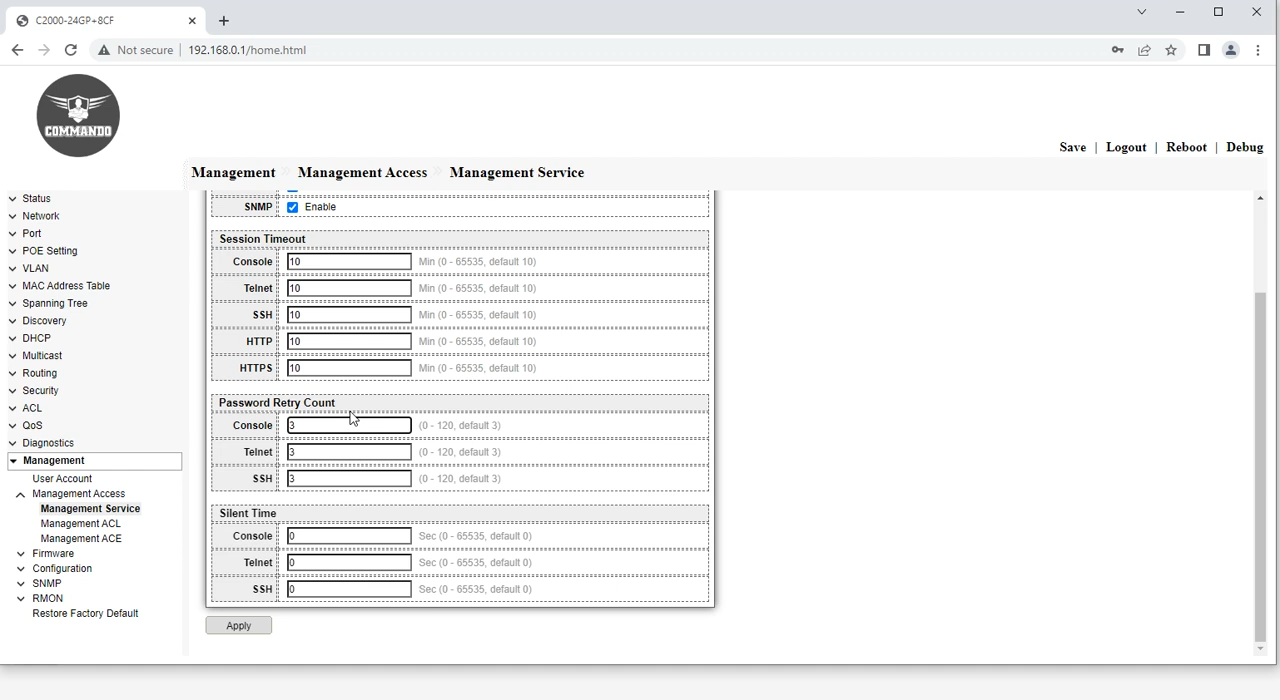 C2000-24GP+8CF
Not secure | 192.168.0.1/home.html
COMMANDO
Save | Logout | Reboot | Debug
Management » Management Access » Management Service
Status
Network
Port
POE Setting
VLAN
MAC Address Table
Spanning Tree
Discovery
DHCP
Multicast
Routing
Security
ACL
QoS
Diagnostics
Management
User Account
Management Access
Management Service
Management ACL
Management ACE
Firmware
Configuration
SNMP
RMON
Restore Factory Default
SNMP Enable
Session Timeout
Console 10 Min (0 - 65535, default 10)
Telnet 10 Min (0 - 65535, default 10)
SSH 10 Min (0 - 65535, default 10)
HTTP 10 Min (0 - 65535, default 10)
HTTPS 10 Min (0 - 65535, default 10)
Password Retry Count
Console 3 (0 - 120, default 3)
Telnet 3 (0 - 120, default 3)
SSH 3 (0 - 120, default 3)
Silent Time
Console 0 Sec (0 - 65535, default 0)
Telnet 0 Sec (0 - 65535, default 0)
SSH 0 Sec (0 - 65535, default 0)
Apply